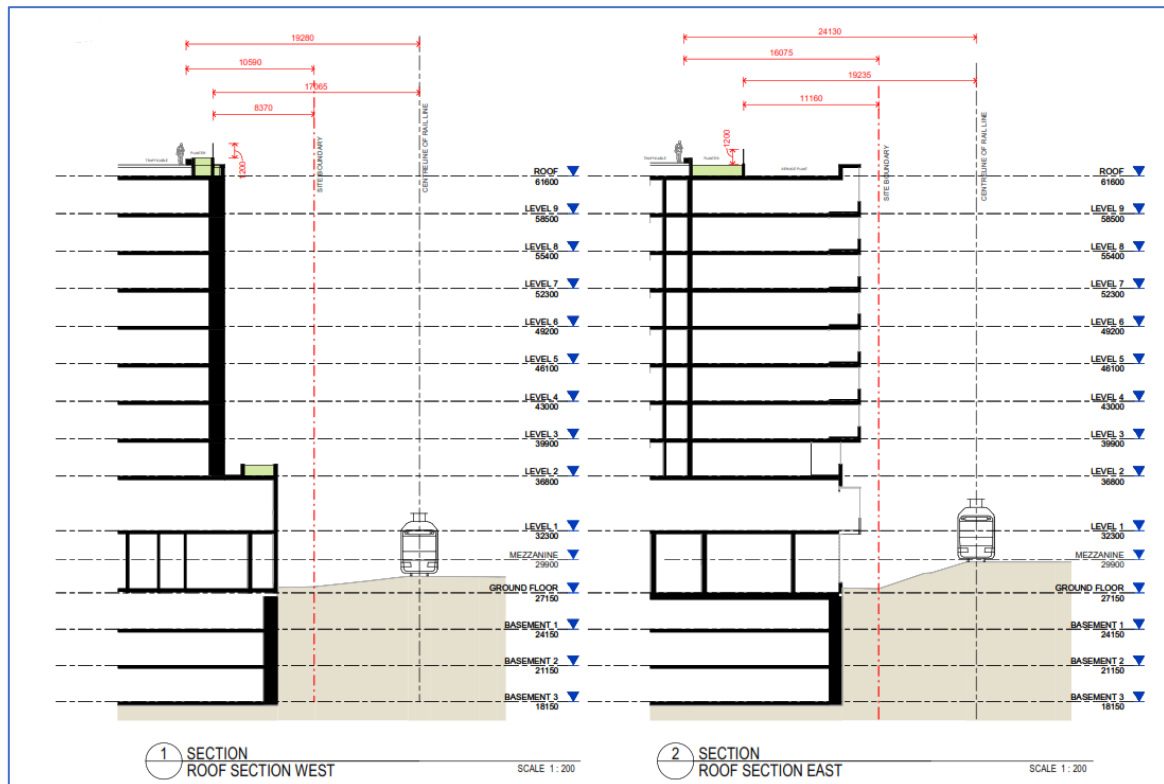 19280
10590
17065
8370
1200
TRAFFICABLE
PLANTER
SITE BOUNDARY
CENTRELINE OF RAIL LINE
ROOF
61600
LEVEL 9
58500
LEVEL 8
55400
LEVEL 7
52300
LEVEL 6
49200
LEVEL 5
46100
LEVEL 4
43000
LEVEL 3
39900
LEVEL 2
36800
LEVEL 1
32300
MEZZANINE
29900
GROUND FLOOR
27150
BASEMENT 1
24150
BASEMENT 2
21150
BASEMENT 3
18150
1 SECTION
ROOF SECTION WEST
SCALE 1 : 200
24130
16075
19235
11160
1200
TRAFFICABLE
PLANTER
SERVICE PLANT
SITE BOUNDARY
CENTRELINE OF RAIL LINE
ROOF
61600
LEVEL 9
58500
LEVEL 8
55400
LEVEL 7
52300
LEVEL 6
49200
LEVEL 5
46100
LEVEL 4
43000
LEVEL 3
39900
LEVEL 2
36800
LEVEL 1
32300
MEZZANINE
29900
GROUND FLOOR
27150
BASEMENT 1
24150
BASEMENT 2
21150
BASEMENT 3
18150
2 SECTION
ROOF SECTION EAST
SCALE 1 : 200